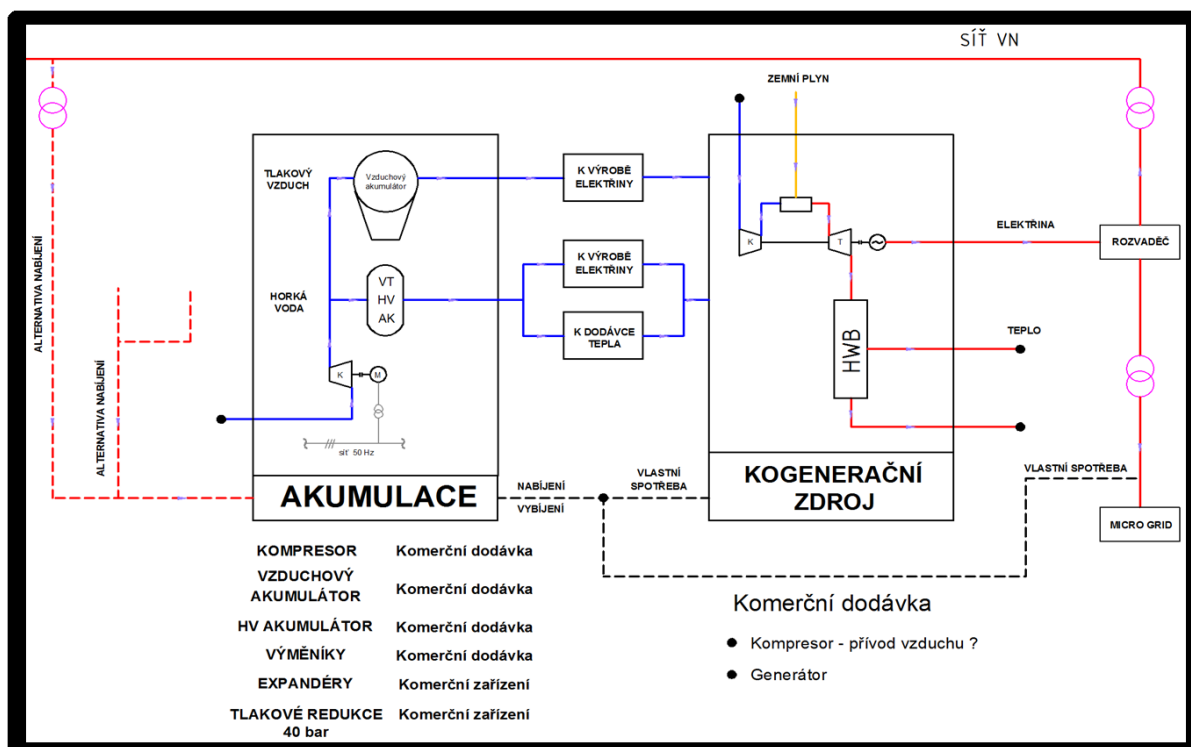 SÍŤ VN
ZEMNÍ PLYN
TLAKOVÝ
VZDUCH
Vzduchový
akumulátor
K VÝROBĚ
ELEKTŘINY
K
T
ELEKTŘINA
ROZVADĚČ
ALTERNATIVA NABÍJENÍ
HORKÁ
VODA
VT
HV
AK
K VÝROBĚ
ELEKTŘINY
K DODÁVCE
TEPLA
HWB
TEPLO
ALTERNATIVA NABÍJENÍ
K
M
síť 50 Hz
AKUMULACE
NABÍJENÍ
VYBÍJENÍ
VLASTNÍ
SPOTŘEBA
KOGENERAČNÍ
ZDROJ
VLASTNÍ SPOTŘEBA
MICRO GRID
KOMPRESOR Komerční dodávka
VZDUCHOVÝ
AKUMULÁTOR Komerční dodávka
HV AKUMULÁTOR Komerční dodávka
VÝMĚNÍKY Komerční dodávka
EXPANDÉRY Komerční zařízení
TLAKOVÉ REDUKCE Komerční zařízení
40 bar
Komerční dodávka
Kompresor - přívod vzduchu ?
Generátor